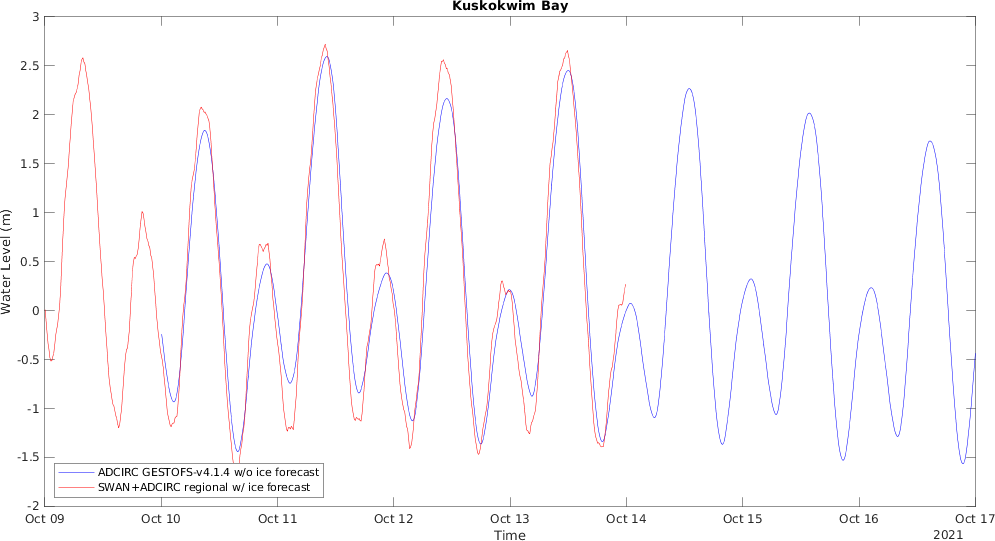 Kuskokwim Bay
3
2.5
2
1.5
1
0.5
0
-0.5
-1
-1.5
-2
Water Level (m)
ADCIRC GESTOFS-v4.1.4 w/o ice forecast
SWAN+ADCIRC regional w/ ice forecast
Oct 09 Oct 10 Oct 11 Oct 12 Oct 13 Oct 14 Oct 15 Oct 16 Oct 17
Time
2021